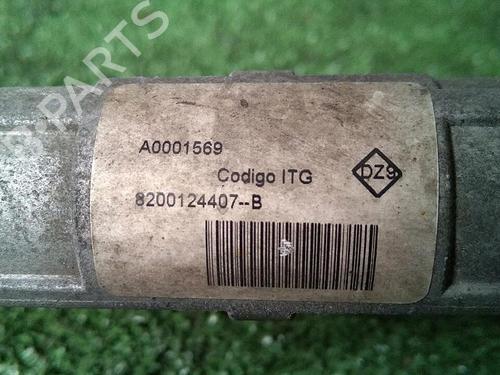 B-PARTS
A0001569
Codigo ITG
DZ9
8200124407--B